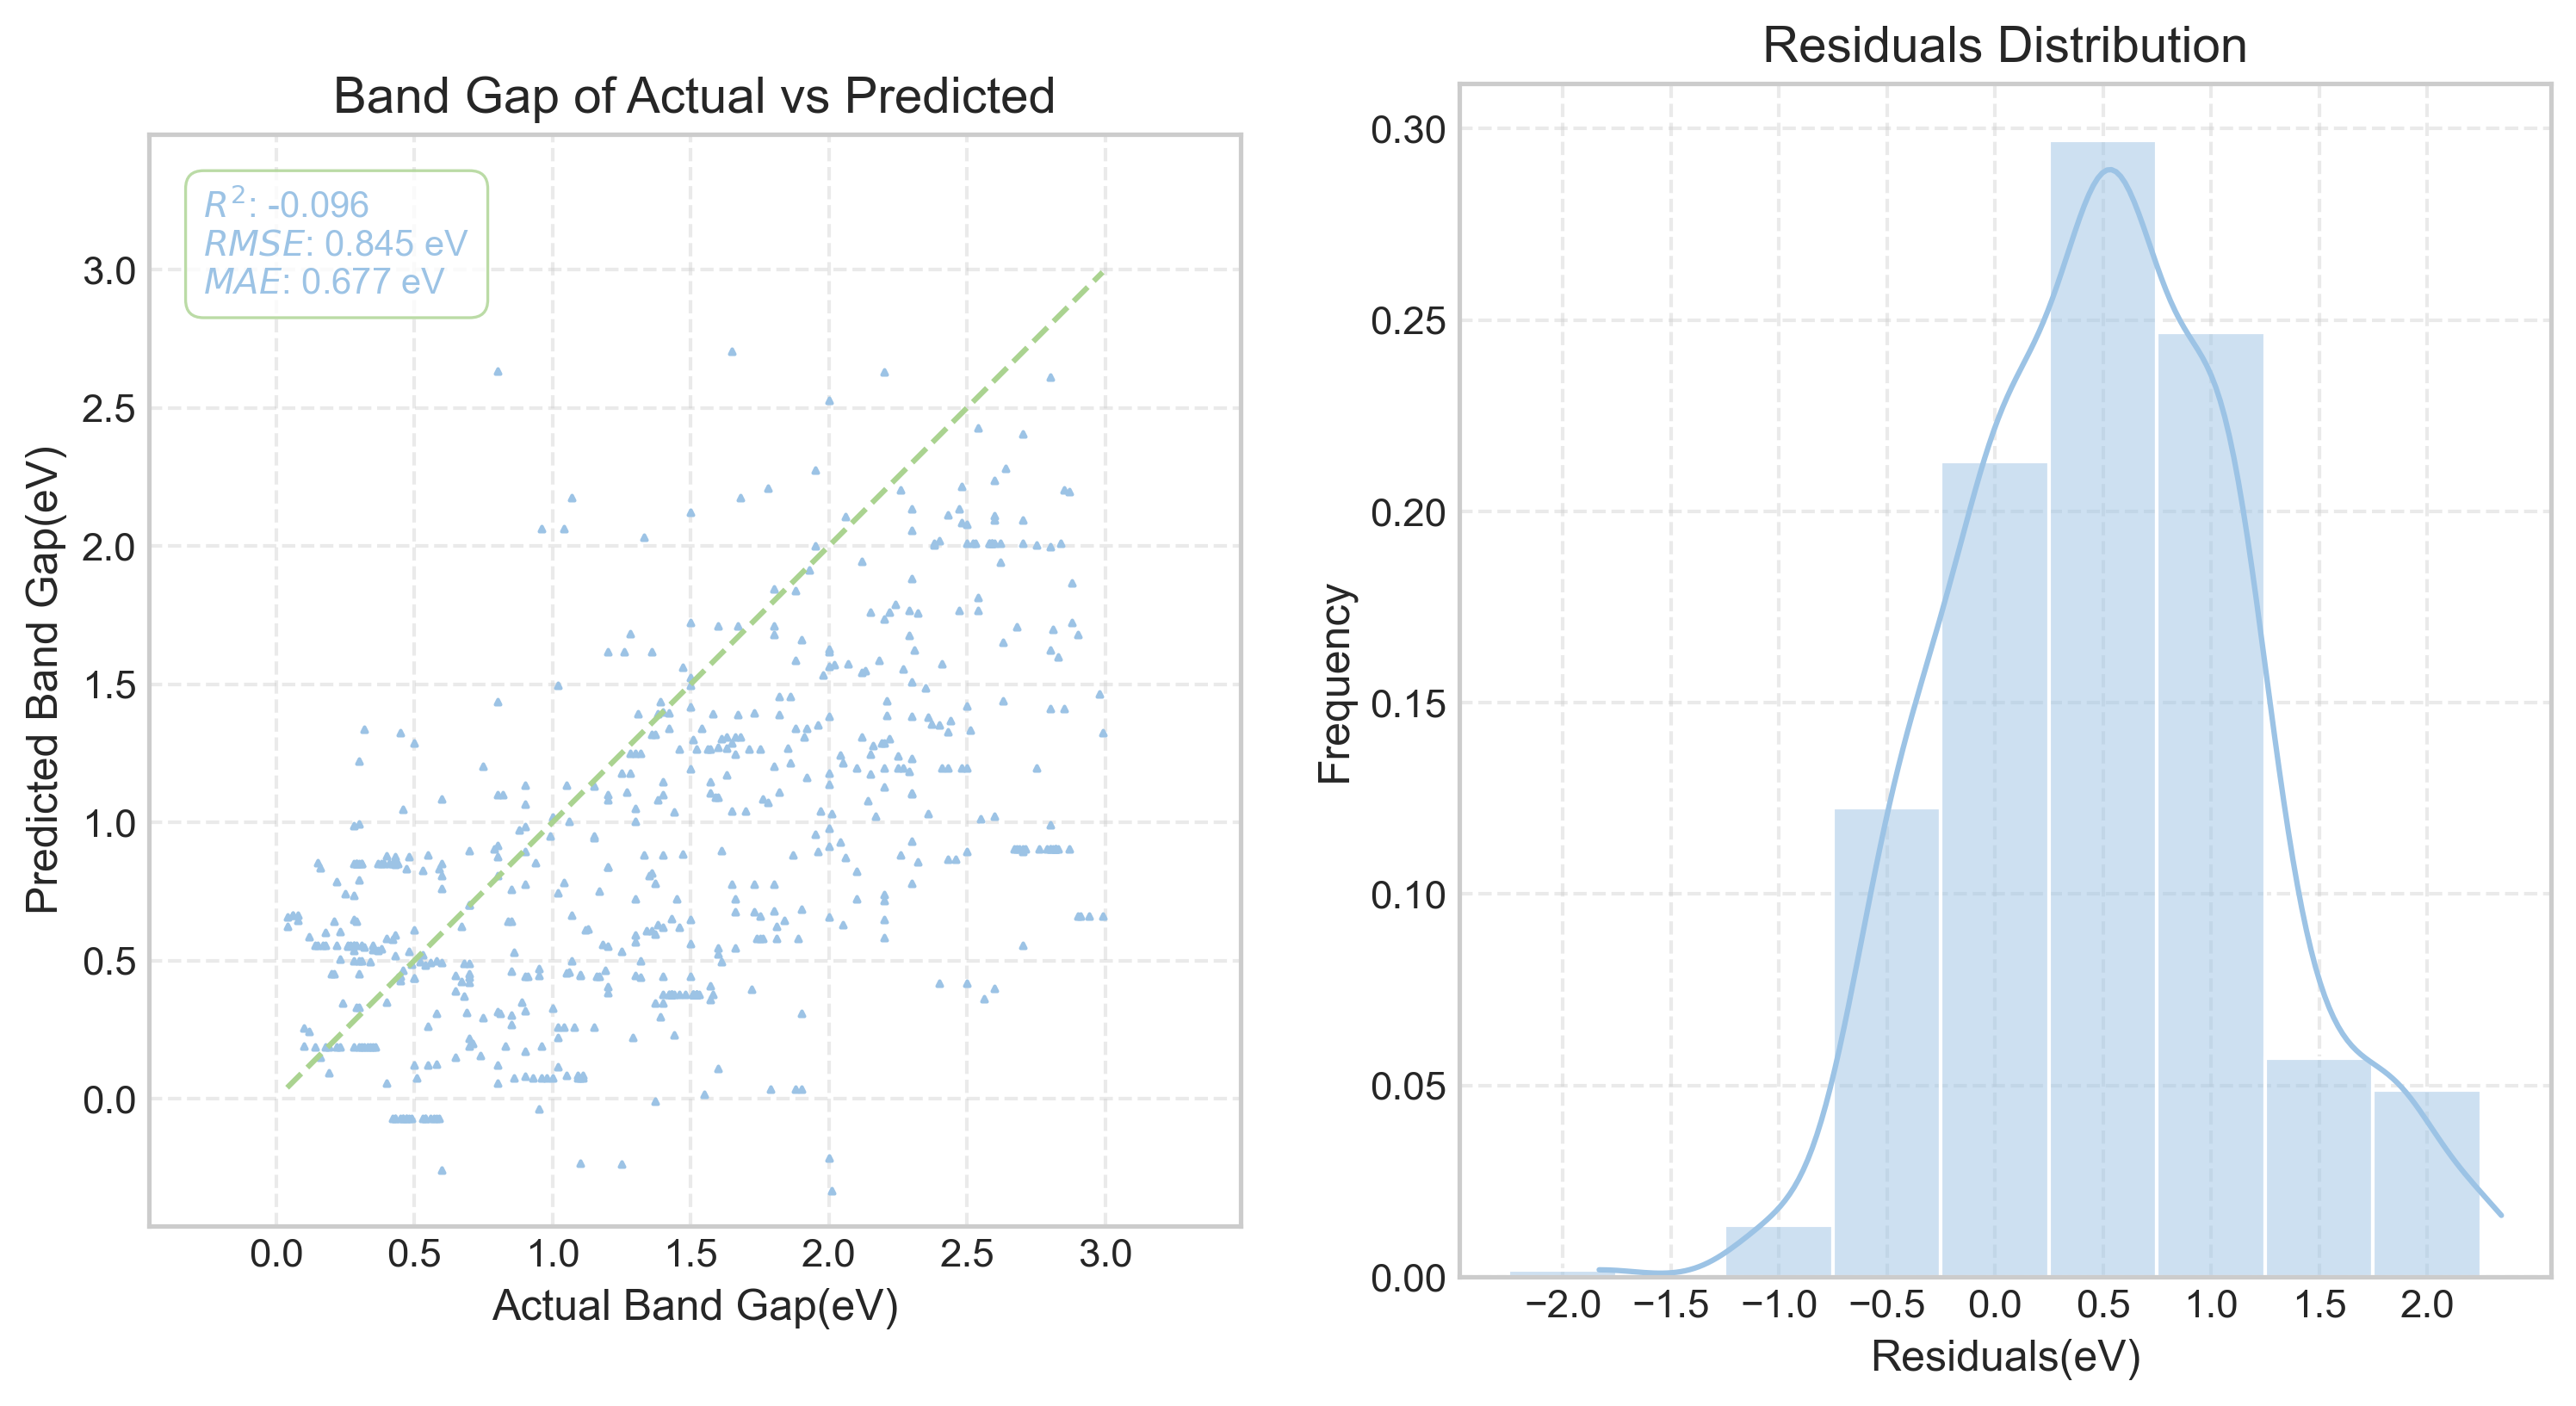 Band Gap of Actual vs Predicted
R²: -0.096
RMSE: 0.845 eV
MAE: 0.677 eV
3.0
2.5
2.0
1.5
1.0
0.5
0.0
Predicted Band Gap(eV)
0.0 0.5 1.0 1.5 2.0 2.5 3.0
Actual Band Gap(eV)
Residuals Distribution
0.30
0.25
0.20
0.15
0.10
0.05
0.00
Frequency
−2.0 −1.5 −1.0 −0.5 0.0 0.5 1.0 1.5 2.0
Residuals(eV)